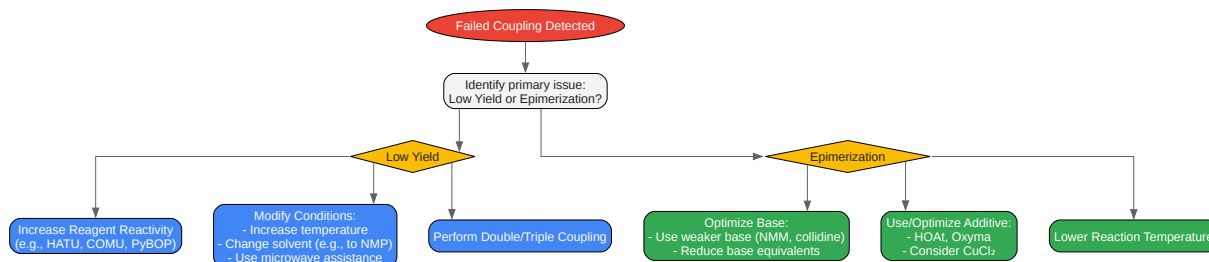 Failed Coupling Detected
Identify primary issue:
Low Yield or Epimerization?
Low Yield
Epimerization
Increase Reagent Reactivity
(e.g., HATU, COMU, PyBOP)
Modify Conditions:
- Increase temperature
- Change solvent (e.g., to NMP)
- Use microwave assistance
Perform Double/Triple Coupling
Optimize Base:
- Use weaker base (NMM, collidine)
- Reduce base equivalents
Use/Optimize Additive:
- HOAt, Oxyma
- Consider CuCl₂
Lower Reaction Temperature